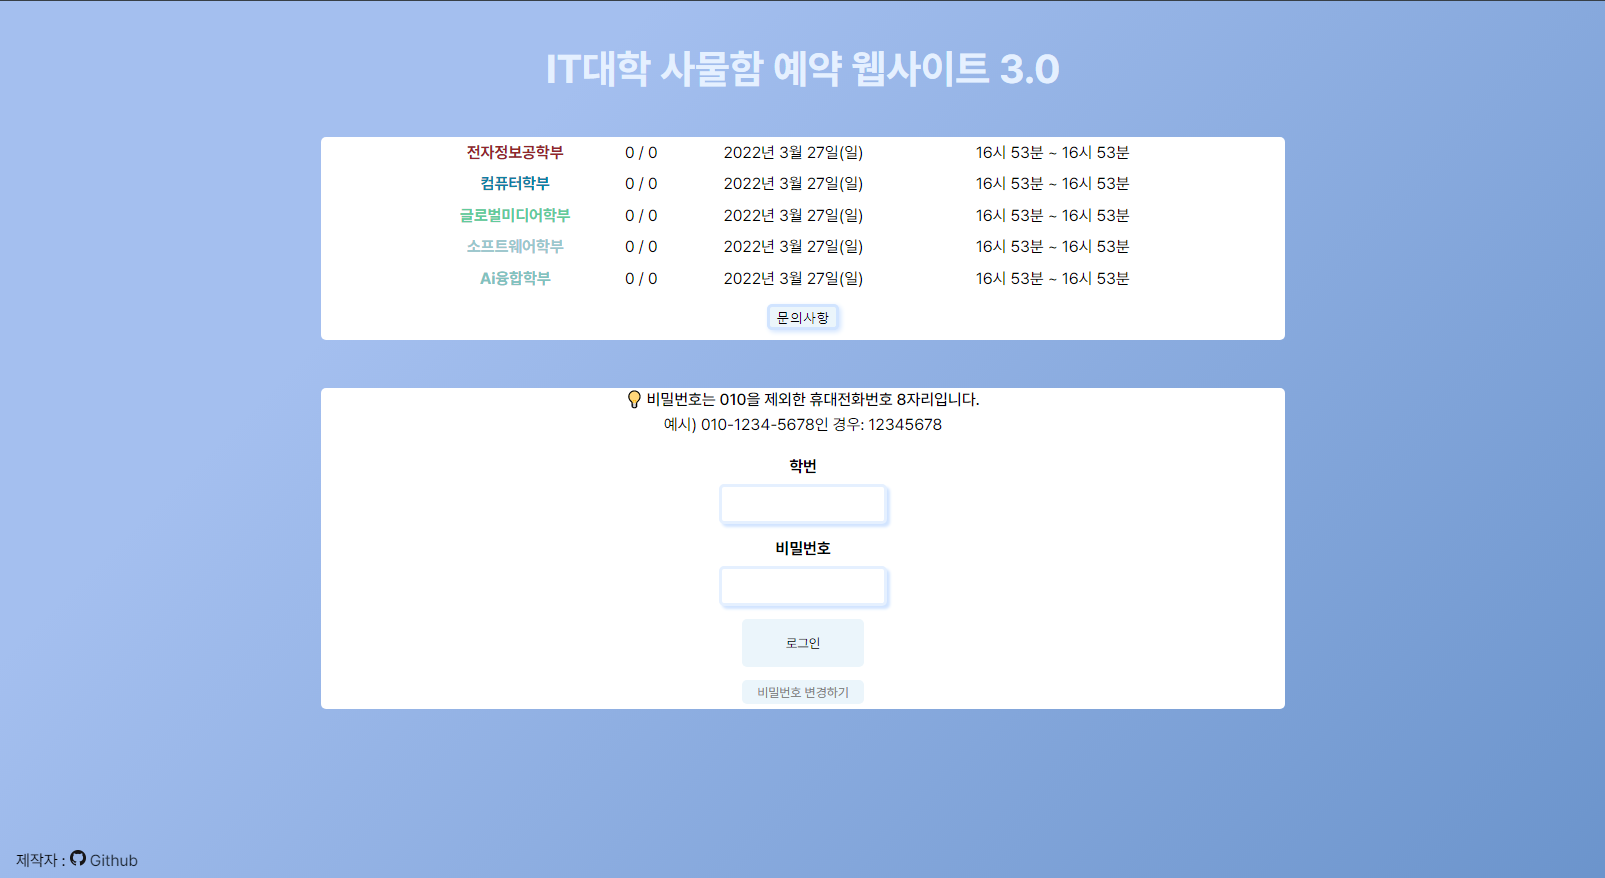 IT대학 사물함 예약 웹사이트 3.0
전자정보공학부 0 / 0 2022년 3월 27일(일) 16시 53분 ~ 16시 53분
컴퓨터학부 0 / 0 2022년 3월 27일(일) 16시 53분 ~ 16시 53분
글로벌미디어학부 0 / 0 2022년 3월 27일(일) 16시 53분 ~ 16시 53분
소프트웨어학부 0 / 0 2022년 3월 27일(일) 16시 53분 ~ 16시 53분
Ai융합학부 0 / 0 2022년 3월 27일(일) 16시 53분 ~ 16시 53분
문의사항
비밀번호는 010을 제외한 휴대전화번호 8자리입니다.
예시) 010-1234-5678인 경우: 12345678
학번
비밀번호
로그인
비밀번호 변경하기
제작자 : Github